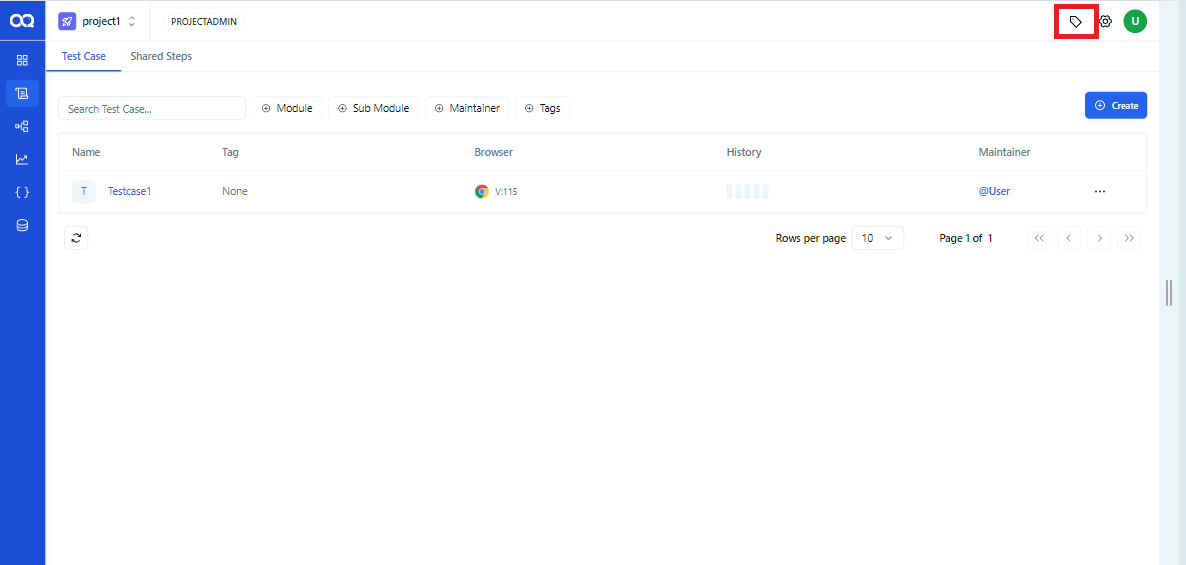 project1 PROJECTADMIN U
Test Case Shared Steps
Search Test Case... Module Sub Module Maintainer Tags Create
Name Tag Browser History Maintainer
T Testcase1 None V:115 @User ...
Rows per page 10 Page 1 of 1